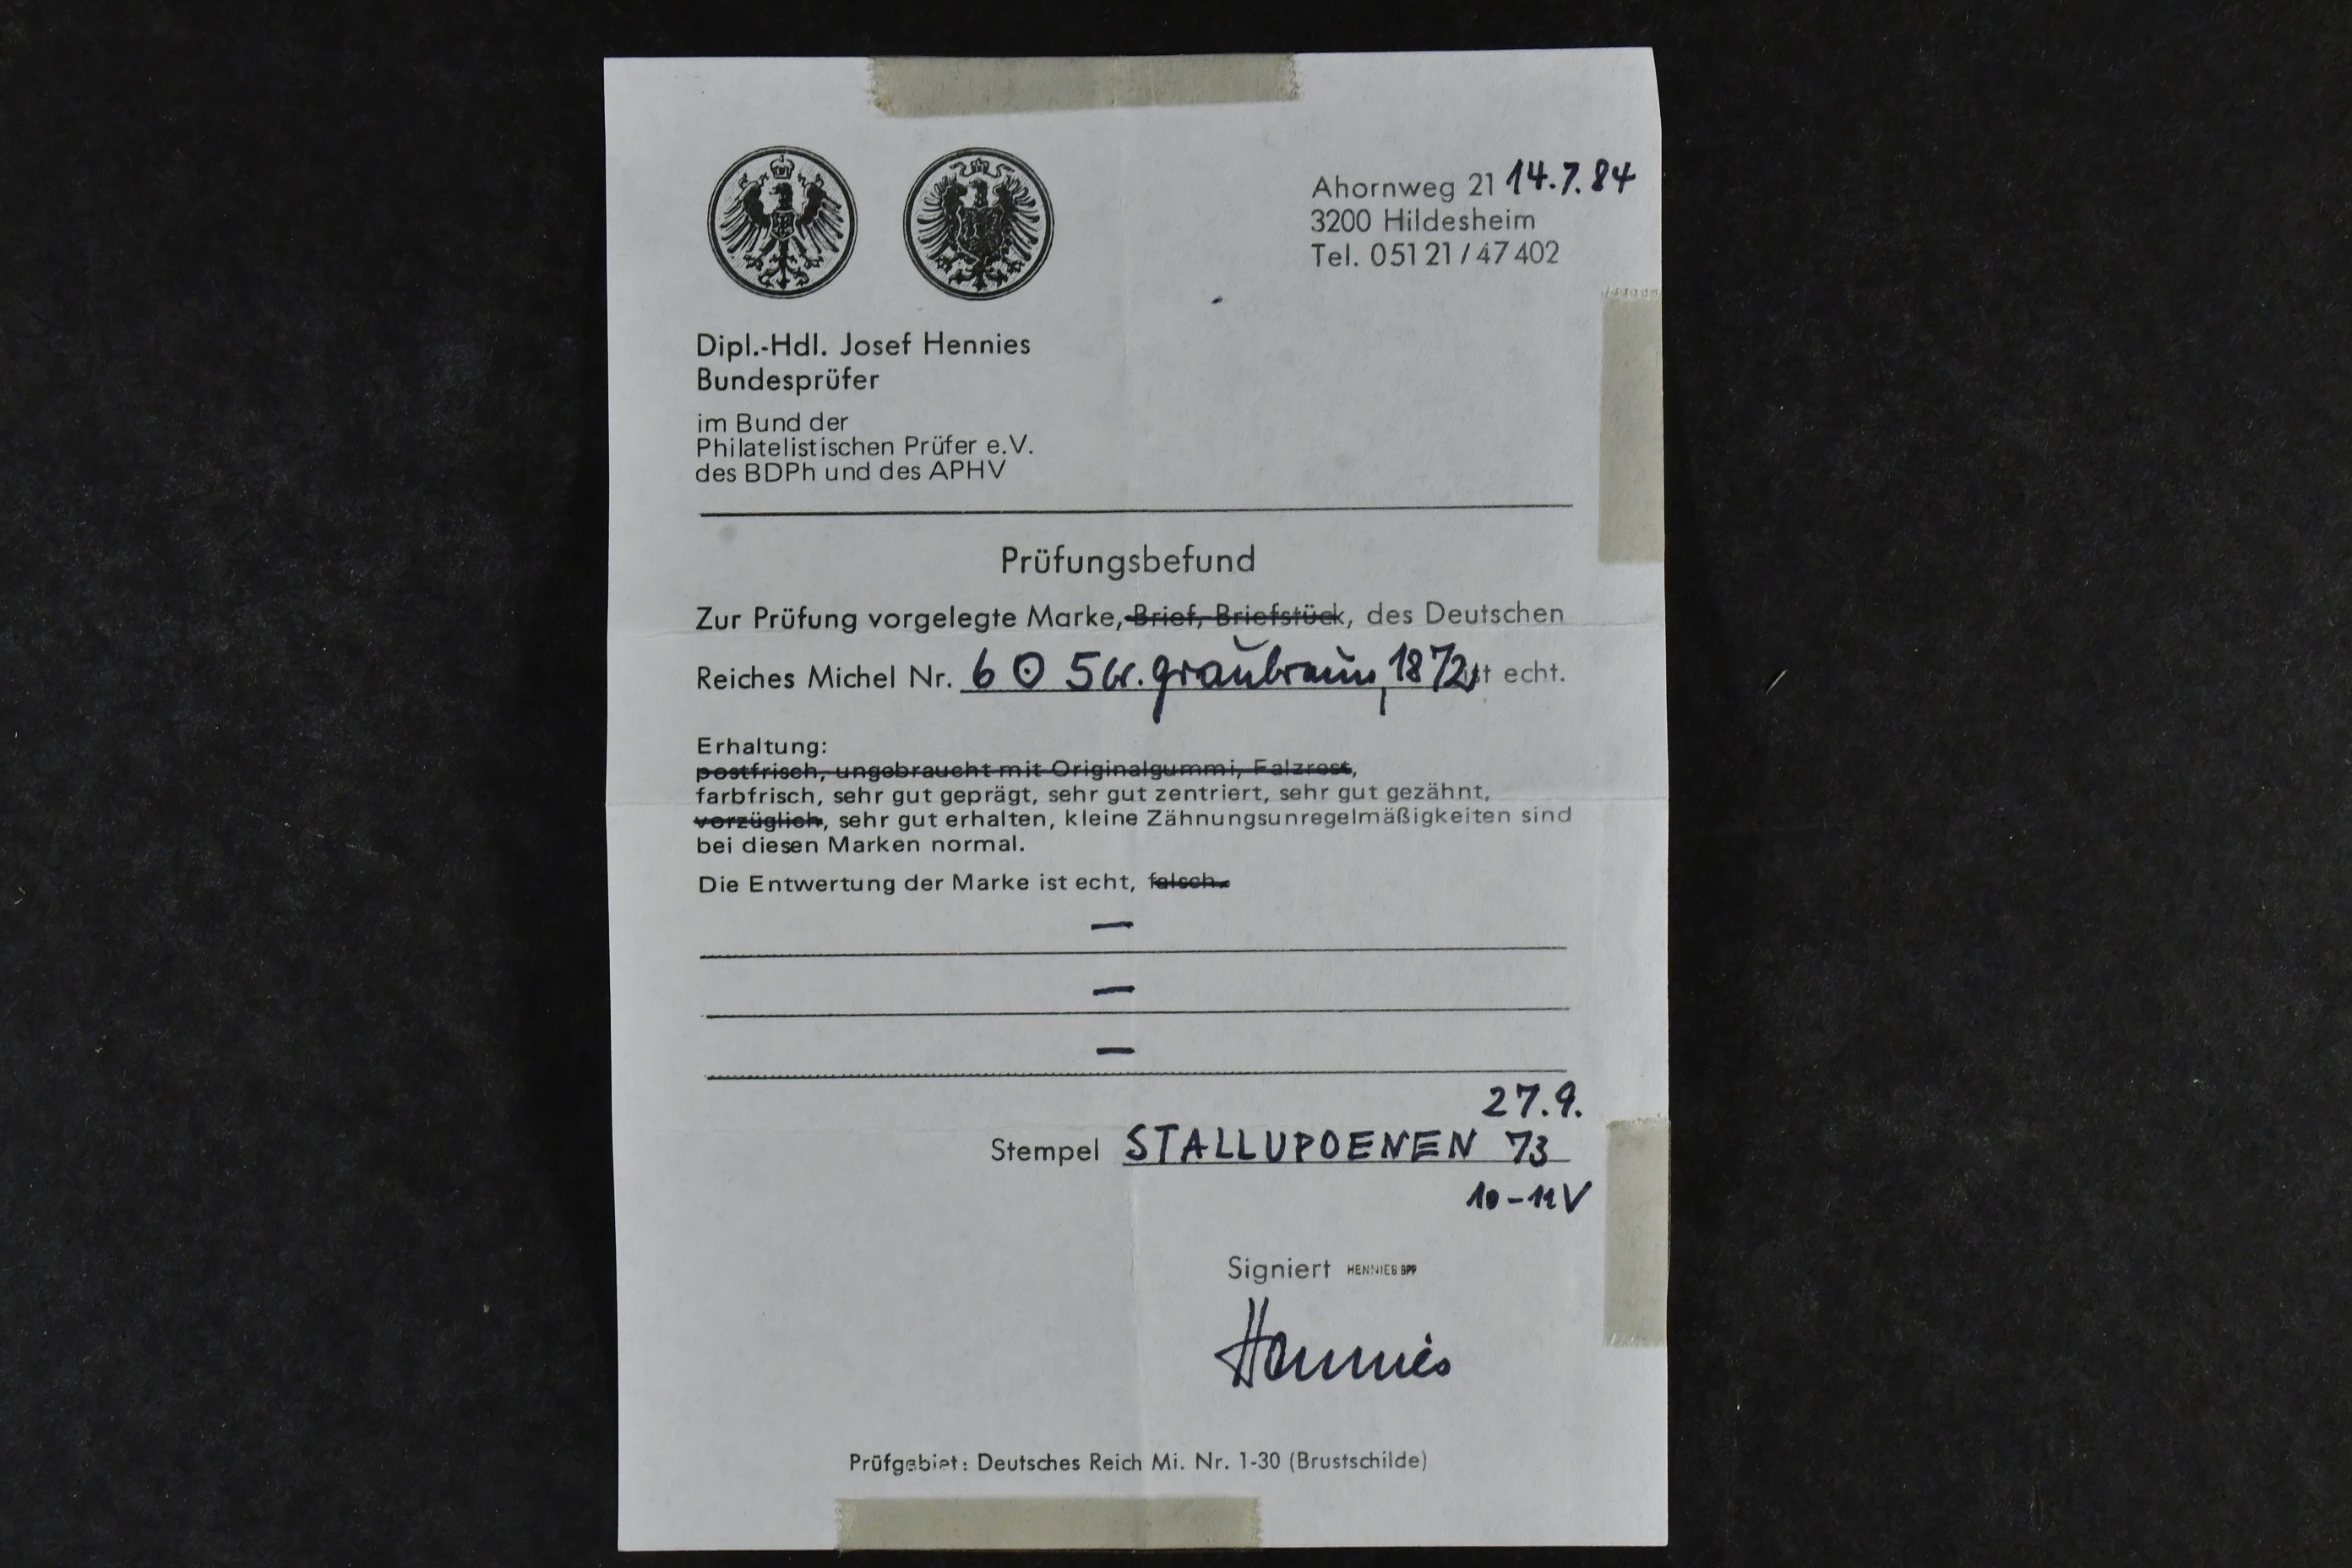 Ahornweg 21 14.7.84
3200 Hildesheim
Tel. 05121/47402
Dipl.-Hdl. Josef Hennies
Bundesprüfer
im Bund der
Philatelistischen Prüfer e.V.
des BDPh und des APHV
Prüfungsbefund
Zur Prüfung vorgelegte Marke, Brief, Briefstück, des Deutschen
Reiches Michel Nr. 6 ⊙ 5 Gr. graubraun, 1872 ist echt.
Erhaltung:
postfrisch, ungebraucht mit Originalgummi, Falzrest,
farbfrisch, sehr gut geprägt, sehr gut zentriert, sehr gut gezähnt,
vorzüglich, sehr gut erhalten, kleine Zähnungsunregelmäßigkeiten sind
bei diesen Marken normal.
Die Entwertung der Marke ist echt, falsch.
—
—
—
27.9.
Stempel STALLUPOENEN 73
10-11V
Signiert HENNIES BPP
Hennies
Prüfgebiet: Deutsches Reich Mi. Nr. 1-30 (Brustschilde)